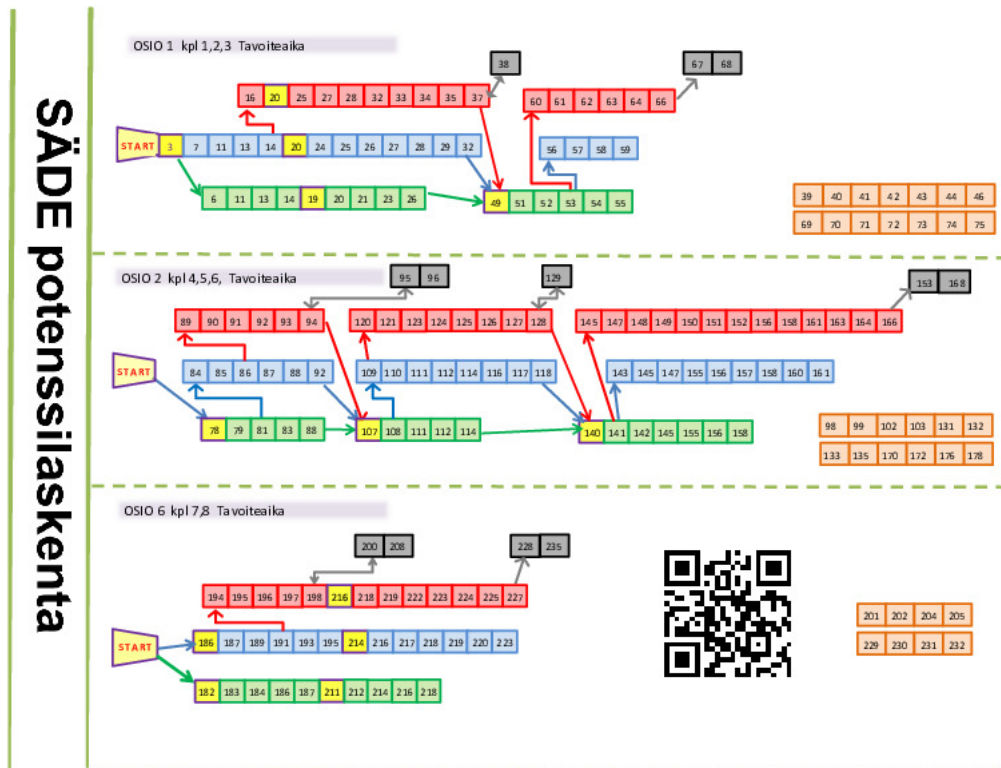 SÄDE potenssilaskenta
OSIO 1 kpl 1,2,3 Tavoiteaika
38
67 68
16 20 25 27 28 32 33 34 35 37
60 61 62 63 64 66
START 3 7 11 13 14 20 24 25 26 27 28 29 32
56 57 58 59
6 11 13 14 19 20 21 23 26
49 51 52 53 54 55
39 40 41 42 43 44 46
69 70 71 72 73 74 75
OSIO 2 kpl 4,5,6, Tavoiteaika
95 96
129
153 168
89 90 91 92 93 94
120 121 123 124 125 126 127 128
145 147 148 149 150 151 152 156 158 161 163 164 166
START
84 85 86 87 88 92
109 110 111 112 114 116 117 118
143 145 147 155 156 157 158 160 161
78 79 81 83 88
107 108 111 112 114
140 141 142 145 155 156 158
98 99 102 103 131 132
133 135 170 172 176 178
OSIO 6 kpl 7,8 Tavoiteaika
200 208
228 235
194 195 196 197 198 216 218 219 222 223 224 225 227
START
186 187 189 191 193 195 214 216 217 218 219 220 223
182 183 184 186 187 211 212 214 216 218
201 202 204 205
229 230 231 232